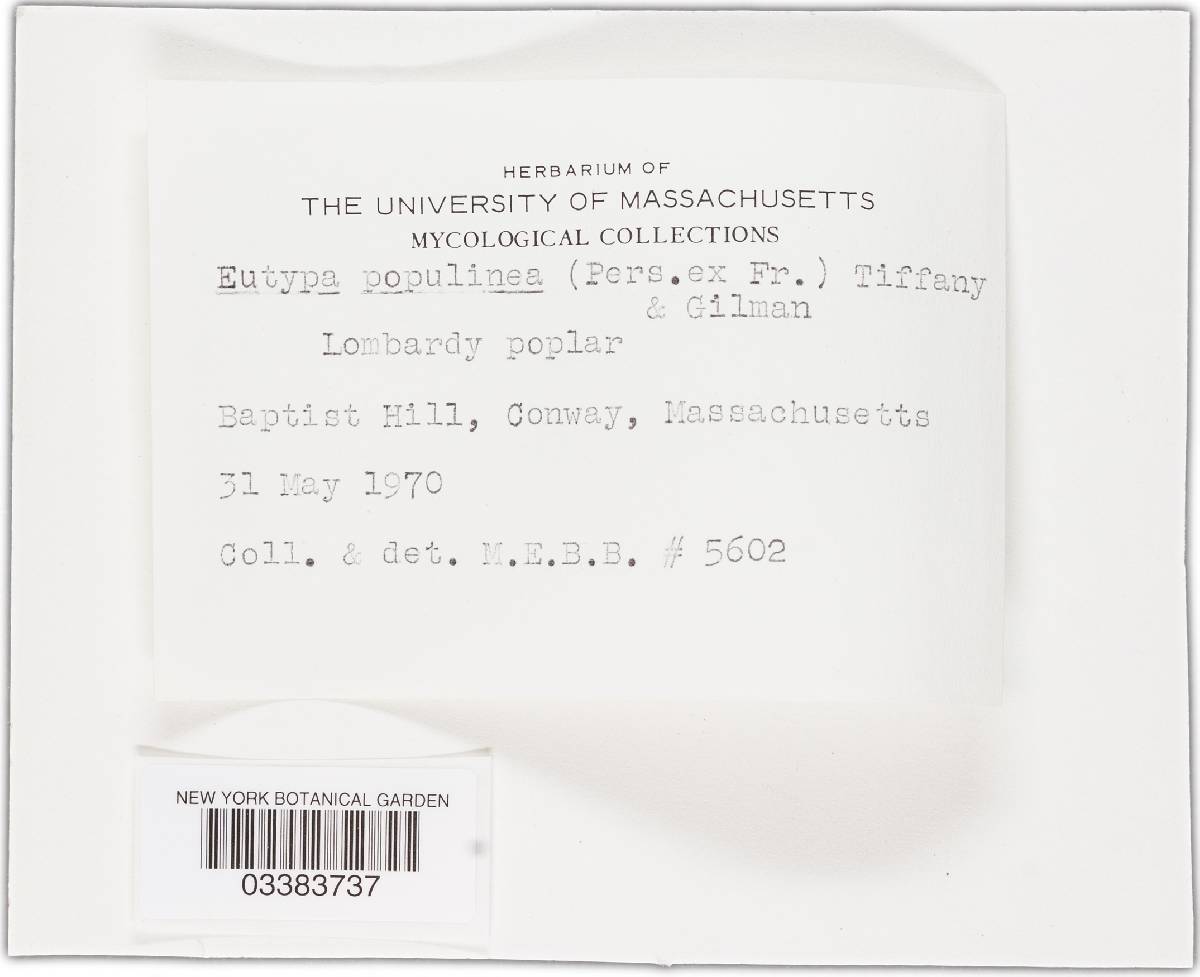 HERBARIUM OF
THE UNIVERSITY OF MASSACHUSETTS
MYCOLOGICAL COLLECTIONS
Eutypa populinea (Pers.ex Fr.) Tiffany
& Gilman
Lombardy poplar
Baptist Hill, Conway, Massachusetts
31 May 1970
Coll. & det. M.E.B.B. # 5602
NEW YORK BOTANICAL GARDEN
03383737